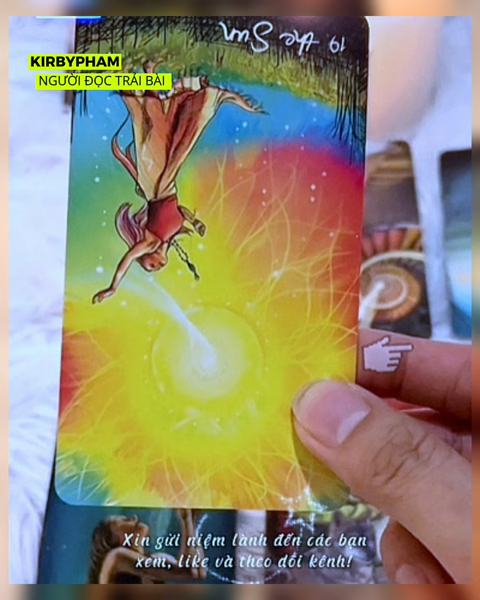 19 the Sun
KIRBYPHAM
NGƯỜI ĐỌC TRẢI BÀI
Xin gửi niệm lành đến các bạn
xem, like và theo dõi kênh!